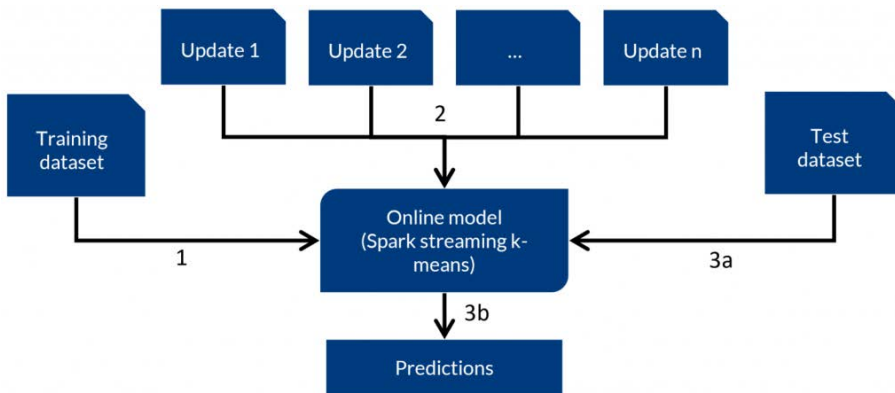 Update 1
Update 2
...
Update n
2
Training
dataset
Test
dataset
Online model
(Spark streaming k-
means)
1
3a
3b
Predictions